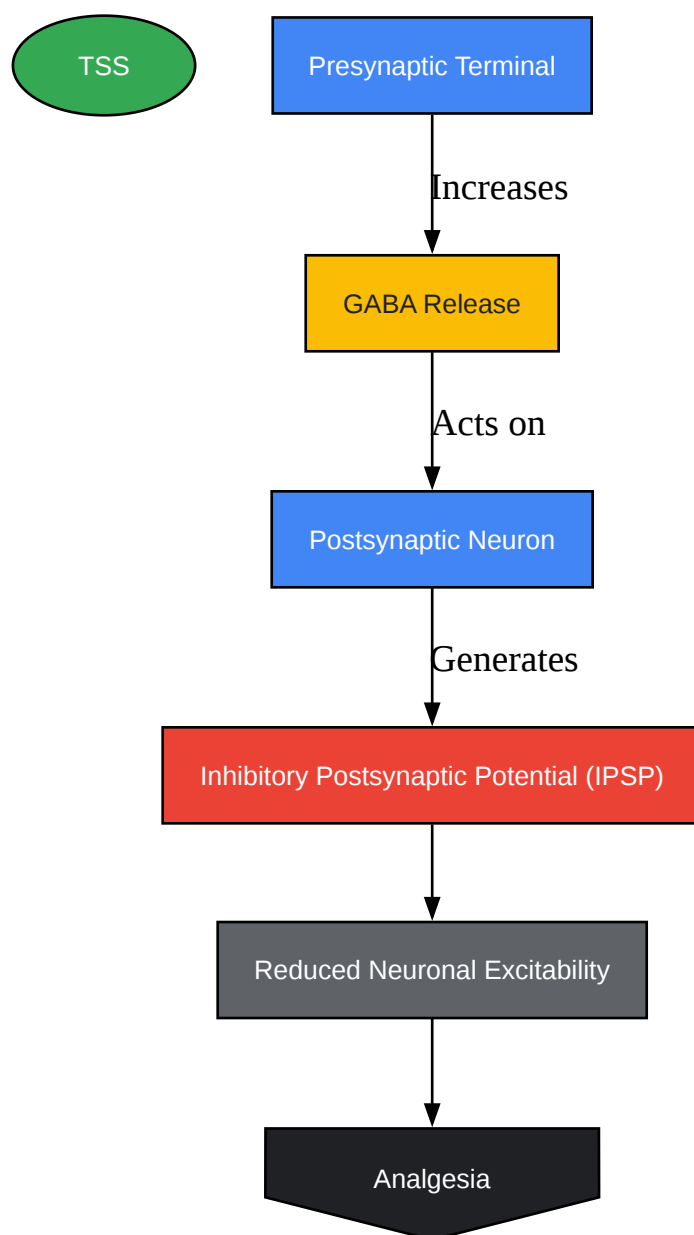 TSS
Presynaptic Terminal
Increases
GABA Release
Acts on
Postsynaptic Neuron
Generates
Inhibitory Postsynaptic Potential (IPSP)
Reduced Neuronal Excitability
Analgesia